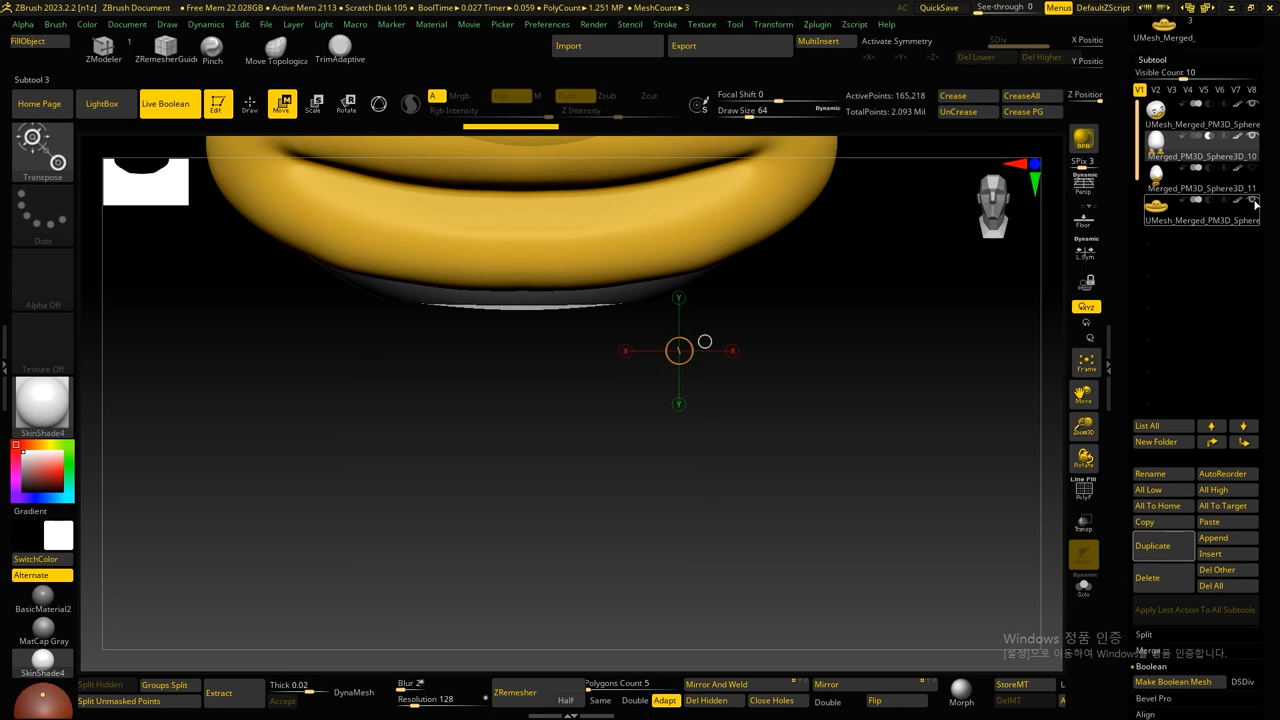 ZBrush 2023.2.2 [n1z] ZBrush Document • Free Mem 22.028GB • Active Mem 2113 • Scratch Disk 105 • BoolTime▸0.027 Timer▸0.059 • PolyCount▸1.251 MP • MeshCount▸3 AC QuickSave See-through 0 Menus DefaultZScript
Alpha Brush Color Document Draw Dynamics Edit File Layer Light Macro Marker Material Movie Picker Preferences Render Stencil Stroke Texture Tool Transform Zplugin Zscript Help
FillObject ZModeler 1 ZRemesherGuide Pinch Move Topologica TrimAdaptive Import Export MultiInsert Activate Symmetry >X< >Y< >Z< SDiv Del Lower Del Higher X Position Y Position
Subtool 3
Home Page LightBox Live Boolean Edit Draw Move Scale Rotate A Mrgb Rgb M Zadd Zsub Zcut Rgb Intensity Z Intensity Focal Shift 0 Draw Size 64 Dynamic ActivePoints: 165,218 TotalPoints: 2.093 Mil Crease CreaseAll UnCrease Crease PG Z Position
Transpose
Dots
Alpha Off
Texture Off
SkinShade4
Gradient
SwitchColor
Alternate
BasicMaterial2
MatCap Gray
SkinShade4
Y
X X
Y
BPR
SPix 3
Dynamic
Persp
Floor
Dynamic
L.Sym
XYZ
Frame
Move
Zoom3D
Rotate
Line Fill
PolyF
Transp
Dynamic
Solo
3
UMesh_Merged_
Subtool
Visible Count 10
V1 V2 V3 V4 V5 V6 V7 V8
UMesh_Merged_PM3D_Sphere
Merged_PM3D_Sphere3D_10
Merged_PM3D_Sphere3D_11
UMesh_Merged_PM3D_Sphere
List All
New Folder
Rename AutoReorder
All Low All High
All To Home All To Target
Copy Paste
Duplicate Append
Insert
Delete Del Other
Del All
Apply Last Action To All Subtools
Split
Merge
Boolean
Make Boolean Mesh DSDiv
Bevel Pro
Align
Windows 정품 인증
[설정]으로 이동하여 Windows를 정품 인증합니다.
Split Hidden Groups Split Extract Thick 0.02 DynaMesh Blur 2 ZRemesher Polygons Count 5 Mirror And Weld Mirror Morph StoreMT
Split Unmasked Points Accept Resolution 128 Half Same Double Adapt Del Hidden Close Holes Double Flip DelMT